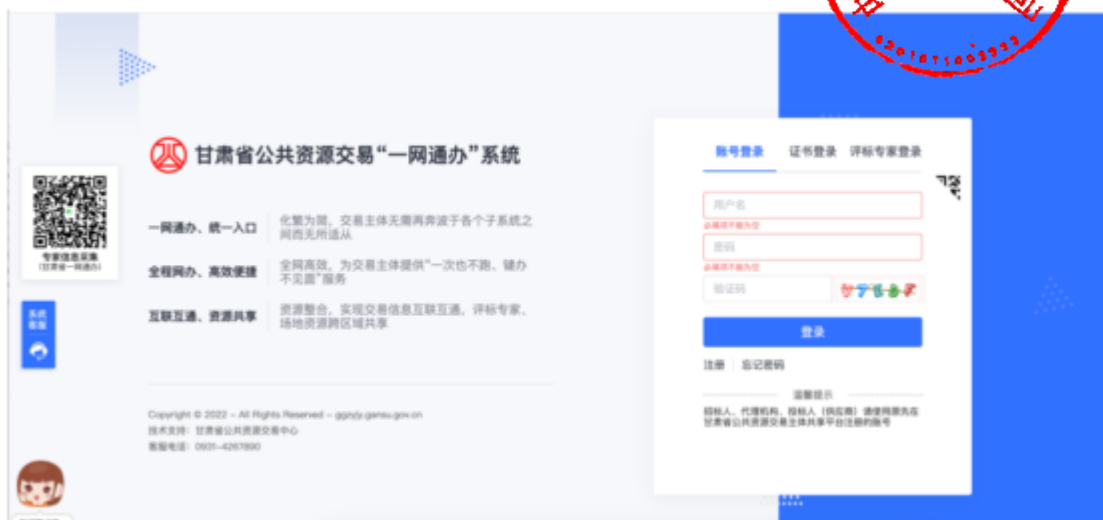 甘肃省公共资源交易“一网通办”系统
专家信息采集
(甘肃省一网通办)
一网通办、统一入口
化繁为简，交易主体无需再奔波于各个子系统之
间而无所适从
全程网办、高效便捷
全网高效，为交易主体提供“一次也不跑、键办
不见面”服务
互联互通、资源共享
资源整合，实现交易信息互联互通，评标专家、
场地资源跨区域共享
系统
客服
Copyright © 2022 – All Rights Reserved – ggzyjy.gansu.gov.cn
技术支持：甘肃省公共资源交易中心
客服电话：0931–4267890
账号登录 证书登录 评标专家登录
用户名
必填项不能为空
密码
必填项不能为空
验证码
登录
注册 忘记密码
温馨提示
招标人、代理机构、投标人（供应商）请使用原先在
甘肃省公共资源交易主体共享平台注册的账号